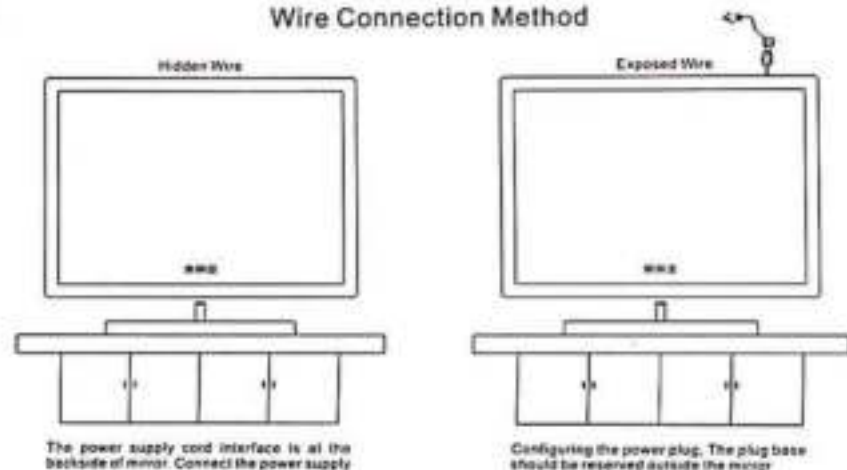 Wire Connection Method
Hidden Wire
Exposed Wire
The power supply cord interface is at the
backside of mirror. Connect the power supply
Configuring the power plug. The plug base
should be reserved outside the mirror